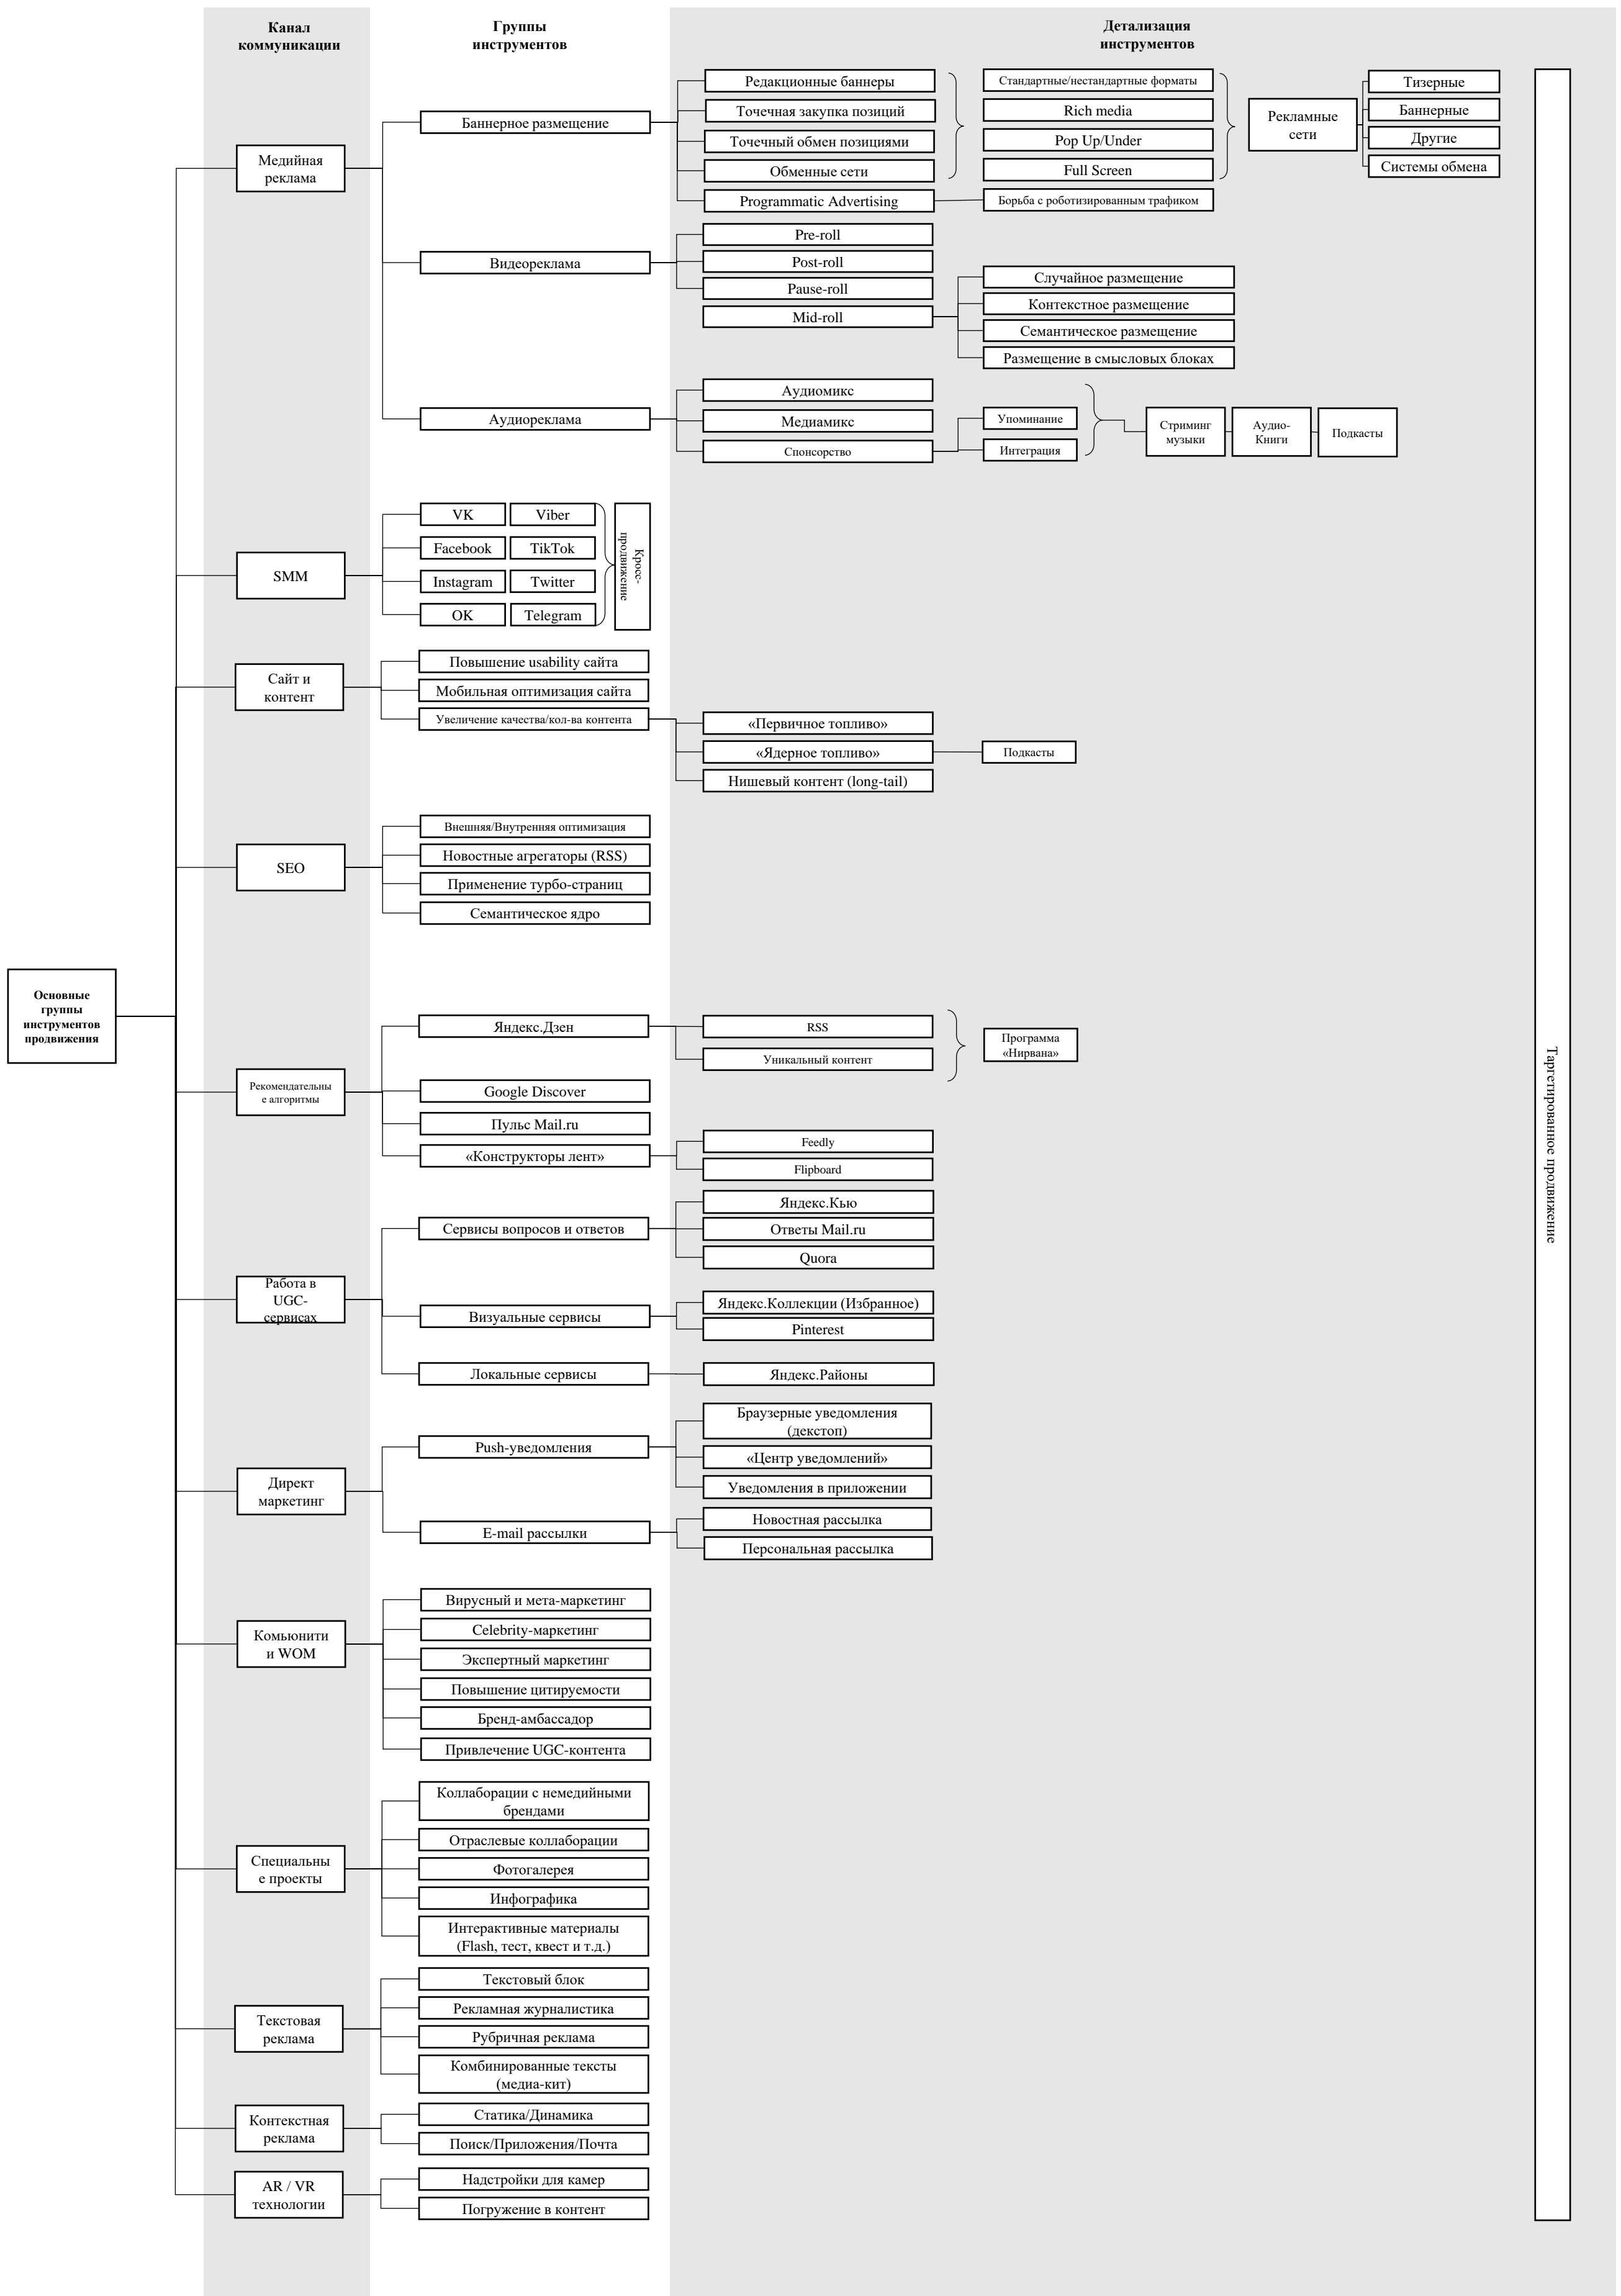 Канал
коммуникации
Группы
инструментов
Детализация
инструментов
Основные
группы
инструментов
продвижения
Медийная
реклама
Баннерное размещение
Редакционные баннеры
Точечная закупка позиций
Точечный обмен позициями
Обменные сети
Programmatic Advertising
Стандартные/нестандартные форматы
Rich media
Pop Up/Under
Full Screen
Борьба с роботизированным трафиком
Рекламные
сети
Тизерные
Баннерные
Другие
Системы обмена
Видеореклама
Pre-roll
Post-roll
Pause-roll
Mid-roll
Случайное размещение
Контекстное размещение
Семантическое размещение
Размещение в смысловых блоках
Аудиореклама
Аудиомикс
Медиамикс
Спонсорство
Упоминание
Интеграция
Стриминг
музыки
Аудио-
Книги
Подкасты
SMM
VK
Viber
Facebook
TikTok
Instagram
Twitter
OK
Telegram
Кросс-
продвижение
Сайт и
контент
Повышение usability сайта
Мобильная оптимизация сайта
Увеличение качества/кол-ва контента
«Первичное топливо»
«Ядерное топливо»
Нишевый контент (long-tail)
Подкасты
SEO
Внешняя/Внутренняя оптимизация
Новостные агрегаторы (RSS)
Применение турбо-страниц
Семантическое ядро
Рекомендательны
е алгоритмы
Яндекс.Дзен
RSS
Уникальный контент
Программа
«Нирвана»
Google Discover
Пульс Mail.ru
«Конструкторы лент»
Feedly
Flipboard
Работа в
UGC-
сервисах
Сервисы вопросов и ответов
Яндекс.Кью
Ответы Mail.ru
Quora
Визуальные сервисы
Яндекс.Коллекции (Избранное)
Pinterest
Локальные сервисы
Яндекс.Районы
Директ
маркетинг
Push-уведомления
Браузерные уведомления
(декстоп)
«Центр уведомлений»
Уведомления в приложении
E-mail рассылки
Новостная рассылка
Персональная рассылка
Комьюнити
и WOM
Вирусный и мета-маркетинг
Celebrity-маркетинг
Экспертный маркетинг
Повышение цитируемости
Бренд-амбассадор
Привлечение UGC-контента
Специальны
е проекты
Коллаборации с немедийными
брендами
Отраслевые коллаборации
Фотогалерея
Инфографика
Интерактивные материалы
(Flash, тест, квест и т.д.)
Текстовая
реклама
Текстовый блок
Рекламная журналистика
Рубричная реклама
Комбинированные тексты
(медиа-кит)
Контекстная
реклама
Статика/Динамика
Поиск/Приложения/Почта
AR / VR
технологии
Надстройки для камер
Погружение в контент
Таргетированное продвижение